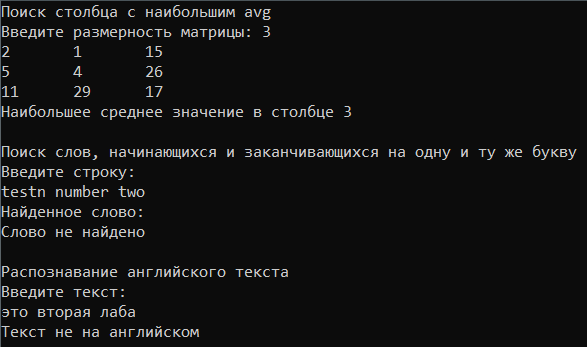 Поиск столбца с наибольшим avg
Введите размерность матрицы: 3
2 1 15
5 4 26
11 29 17
Наибольшее среднее значение в столбце 3
Поиск слов, начинающихся и заканчивающихся на одну и ту же букву
Введите строку:
testn number two
Найденное слово:
Слово не найдено
Распознавание английского текста
Введите текст:
это вторая лаба
Текст не на английском